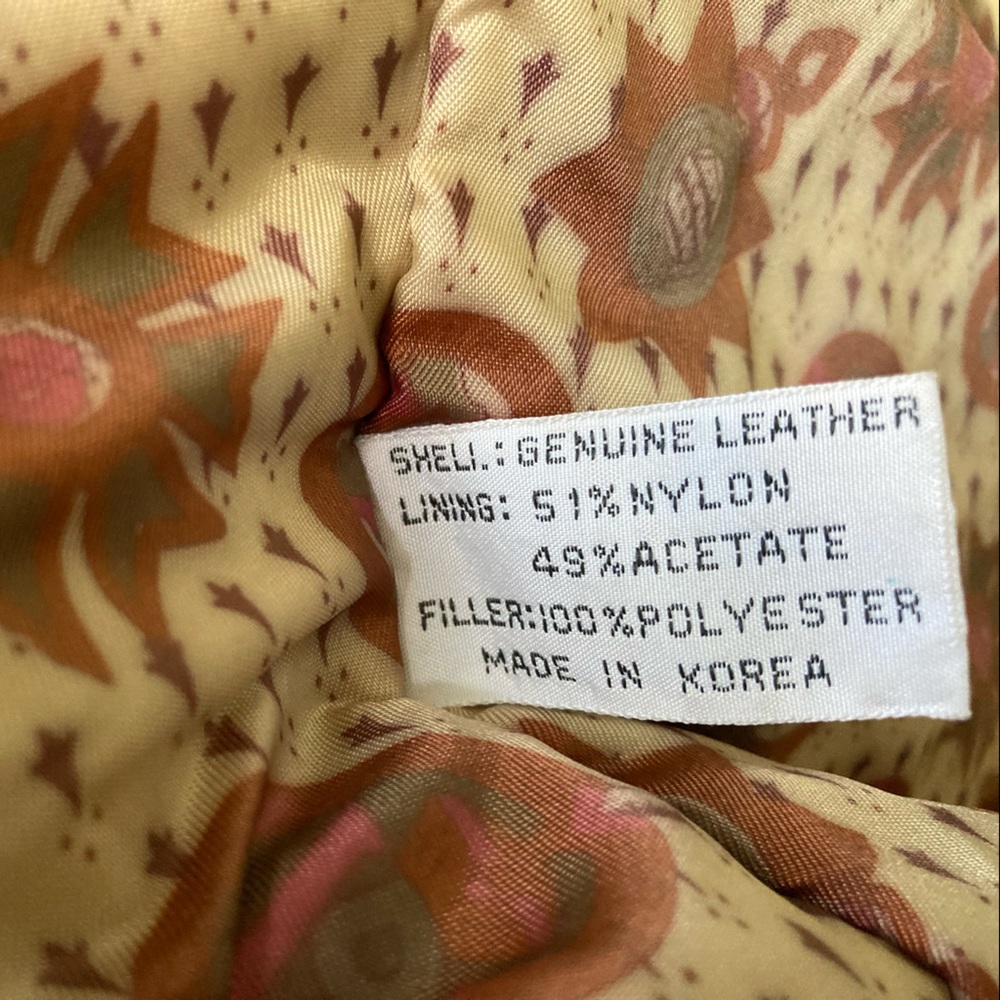 SHELL: GENUINE LEATHER
LINING: 51% NYLON
49% ACETATE
FILLER: 100% POLYESTER
MADE IN KOREA